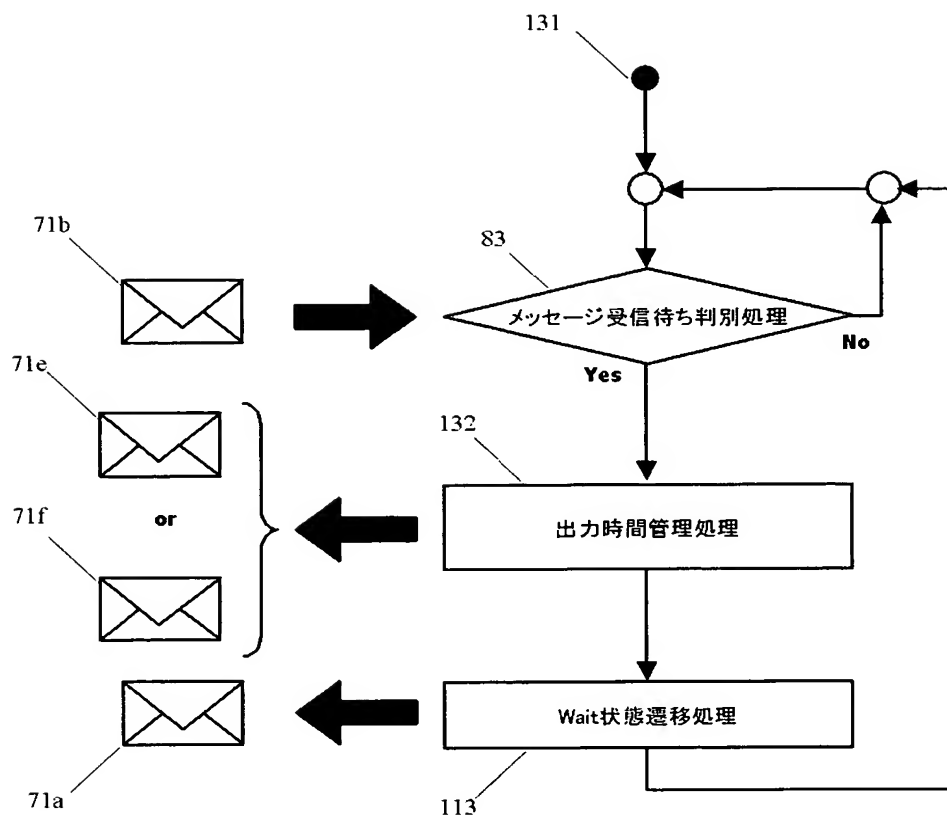 131
71b
83
メッセージ受信待ち判別処理
No
Yes
71e
132
or
出力時間管理処理
71f
Wait状態遷移処理
71a
113